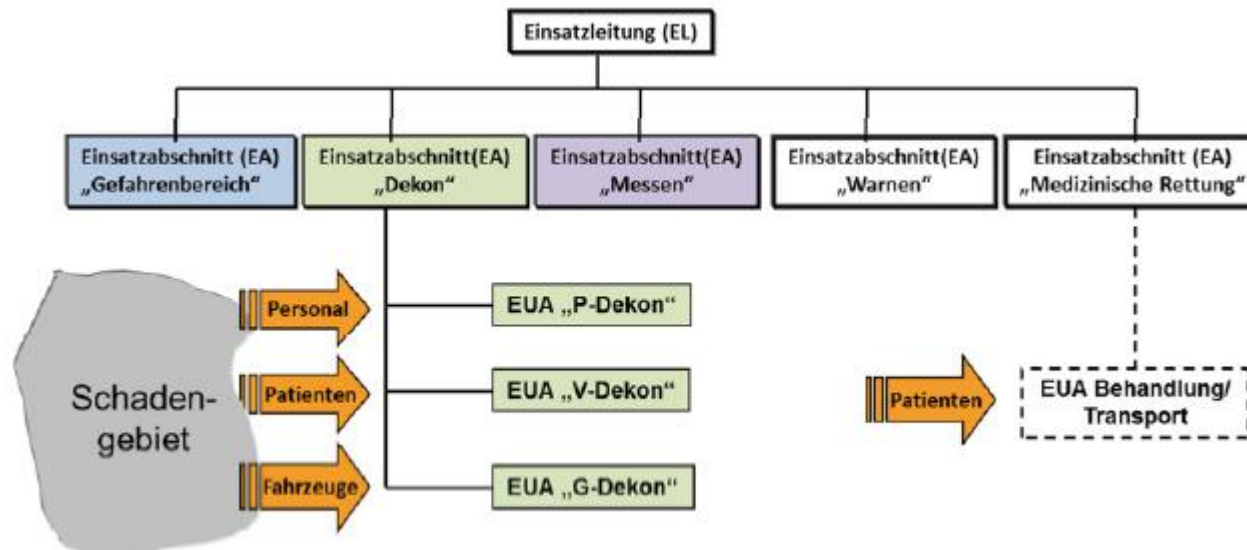 Einsatzleitung (EL)
Einsatzabschnitt (EA)
„Gefahrenbereich“
Einsatzabschnitt(EA)
„Dekon“
Einsatzabschnitt(EA)
„Messen“
Einsatzabschnitt(EA)
„Warnen“
Einsatzabschnitt (EA)
„Medizinische Rettung“
Schaden-
gebiet
Personal
EUA „P-Dekon“
Patienten
EUA „V-Dekon“
Fahrzeuge
EUA „G-Dekon“
Patienten
EUA Behandlung/
Transport